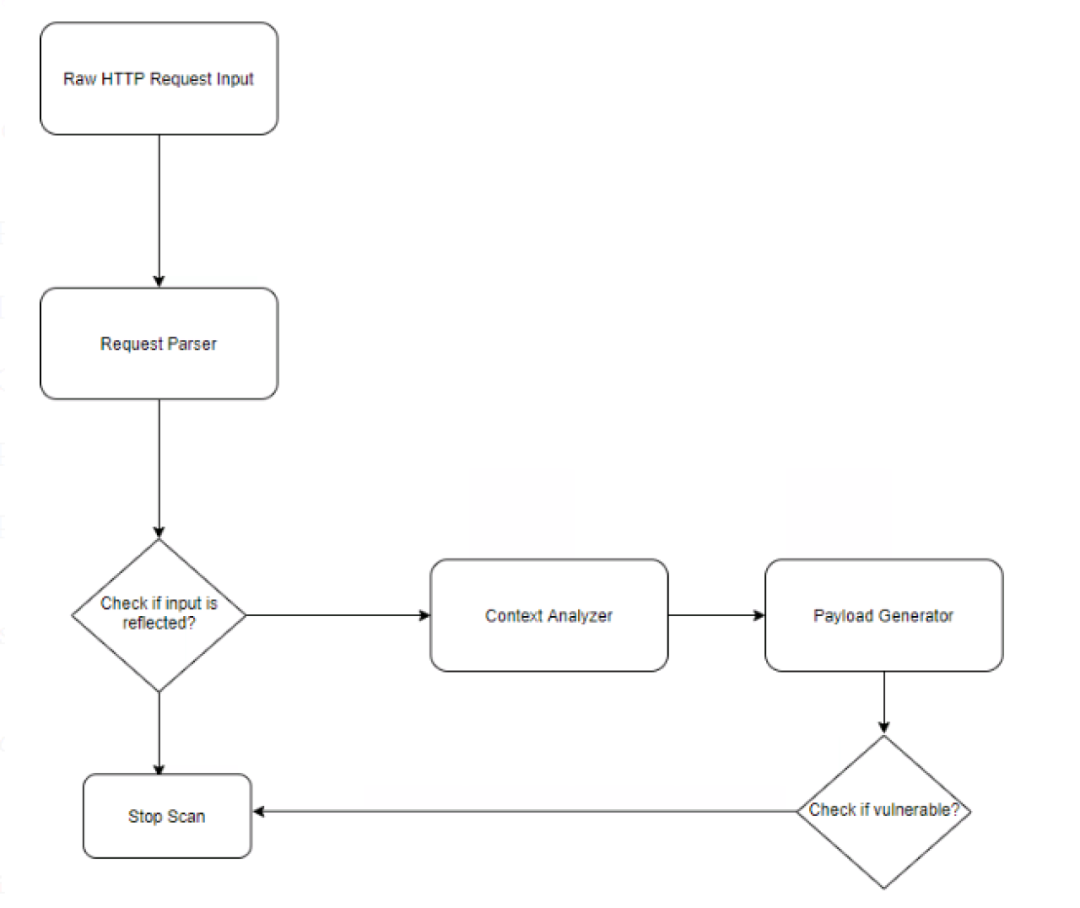 Raw HTTP Request Input
Request Parser
Check if input is
reflected?
Context Analyzer
Payload Generator
Stop Scan
Check if vulnerable?